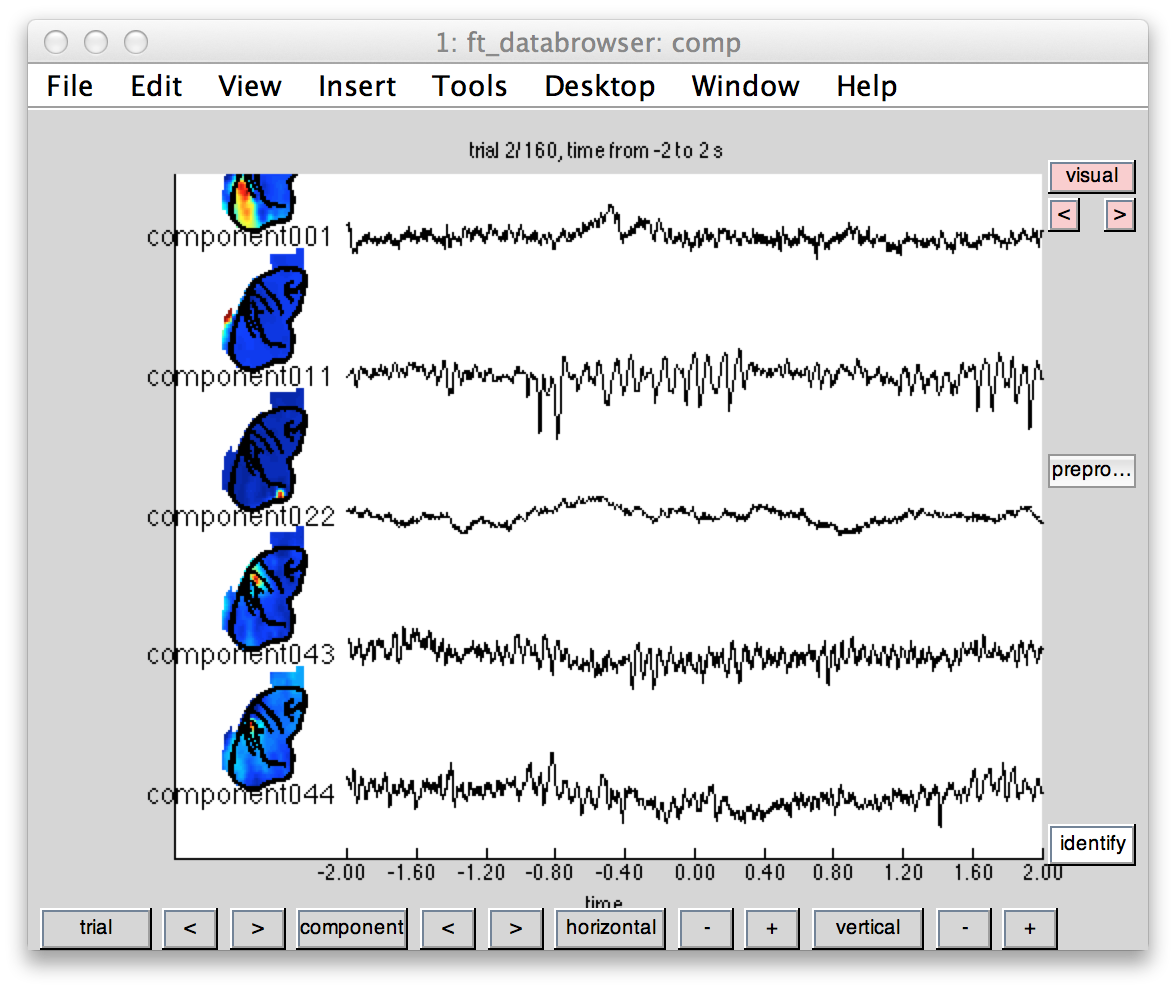 1: ft_databrowser: comp
File Edit View Insert Tools Desktop Window Help
trial 2/160, time from -2 to 2 s
visual
< >
component001
component011
prepro...
component022
component043
component044
identify
-2.00 -1.60 -1.20 -0.80 -0.40 0.00 0.40 0.80 1.20 1.60 2.00
time
trial < > component < > horizontal - + vertical - +